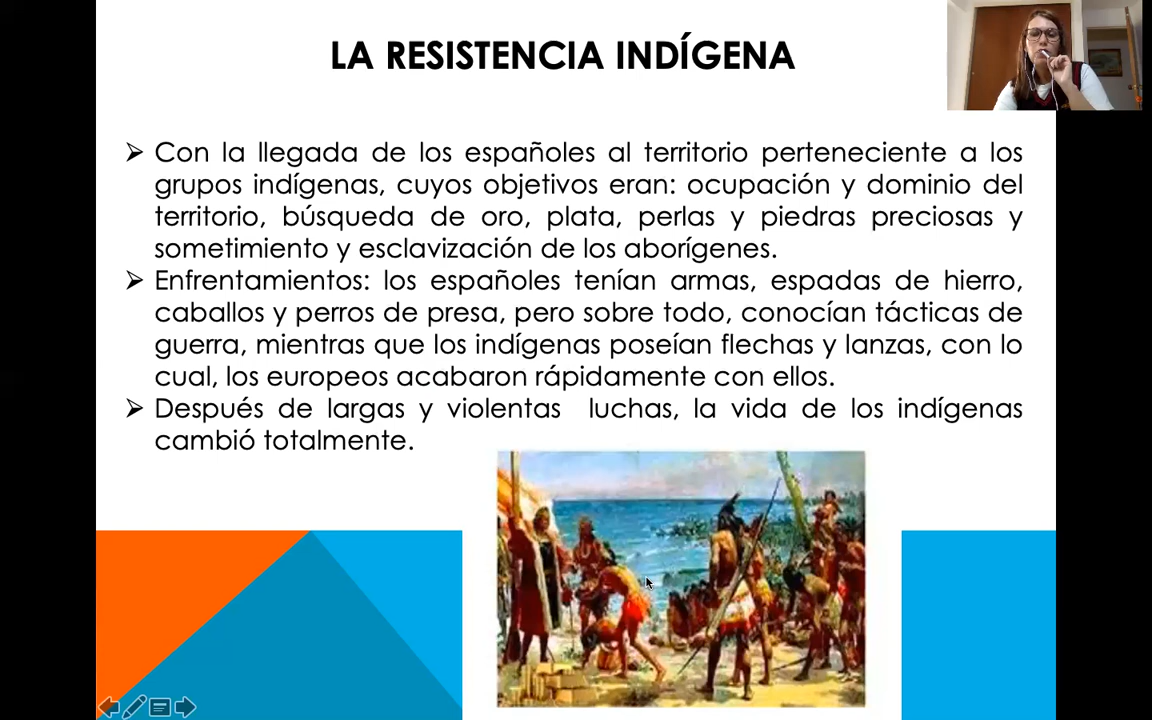 LA RESISTENCIA INDÍGENA
➢ Con la llegada de los españoles al territorio perteneciente a los
grupos indígenas, cuyos objetivos eran: ocupación y dominio del
territorio, búsqueda de oro, plata, perlas y piedras preciosas y
sometimiento y esclavización de los aborígenes.
➢ Enfrentamientos: los españoles tenían armas, espadas de hierro,
caballos y perros de presa, pero sobre todo, conocían tácticas de
guerra, mientras que los indígenas poseían flechas y lanzas, con lo
cual, los europeos acabaron rápidamente con ellos.
➢ Después de largas y violentas luchas, la vida de los indígenas
cambió totalmente.